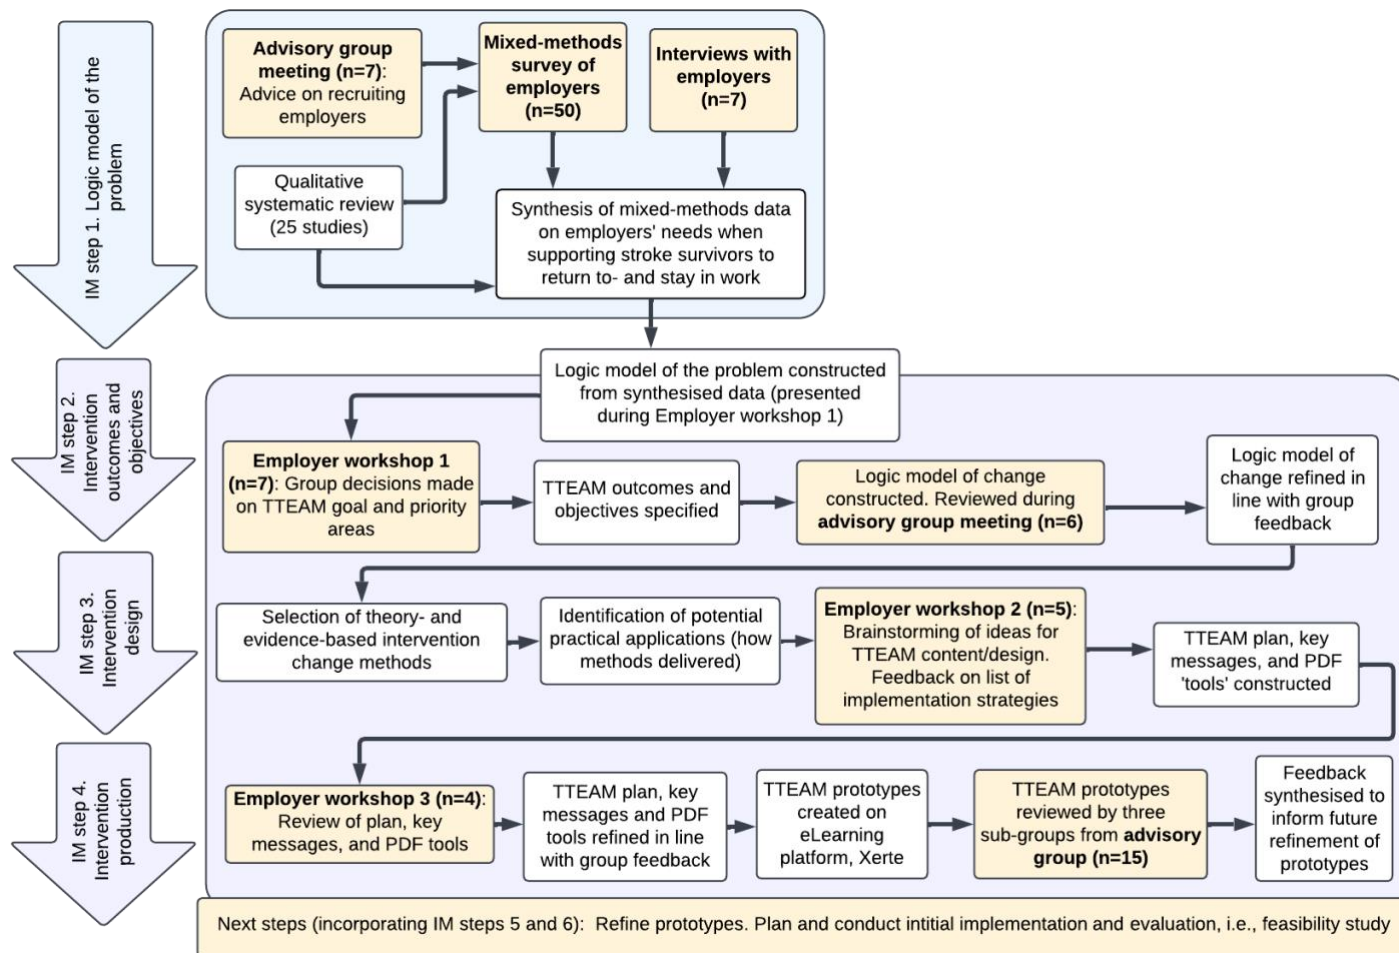 IM step 1. Logic model of the
problem
Advisory group
meeting (n=7):
Advice on recruiting
employers
Mixed-methods
survey of
employers
(n=50)
Interviews with
employers
(n=7)
Qualitative
systematic review
(25 studies)
Synthesis of mixed-methods data
on employers' needs when
supporting stroke survivors to
return to- and stay in work
IM step 2.
Intervention
outcomes and
objectives
Logic model of the problem constructed
from synthesised data (presented
during Employer workshop 1)
Employer workshop 1
(n=7): Group decisions made
on TTEAM goal and priority
areas
TTEAM outcomes and
objectives specified
Logic model of change
constructed. Reviewed during
advisory group meeting (n=6)
Logic model of
change refined in
line with group
feedback
IM step 3.
Intervention
design
Selection of theory- and
evidence-based intervention
change methods
Identification of potential
practical applications (how
methods delivered)
Employer workshop 2 (n=5):
Brainstorming of ideas for
TTEAM content/design.
Feedback on list of
implementation strategies
TTEAM plan, key
messages, and PDF
'tools' constructed
IM step 4.
Intervention
production
Employer workshop 3 (n=4):
Review of plan, key
messages, and PDF tools
TTEAM plan, key
messages and PDF
tools refined in line
with group feedback
TTEAM prototypes
created on
eLearning
platform, Xerte
TTEAM prototypes
reviewed by three
sub-groups from advisory
group (n=15)
Feedback
synthesised to
inform future
refinement of
prototypes
Next steps (incorporating IM steps 5 and 6): Refine prototypes. Plan and conduct intitial implementation and evaluation, i.e., feasibility study